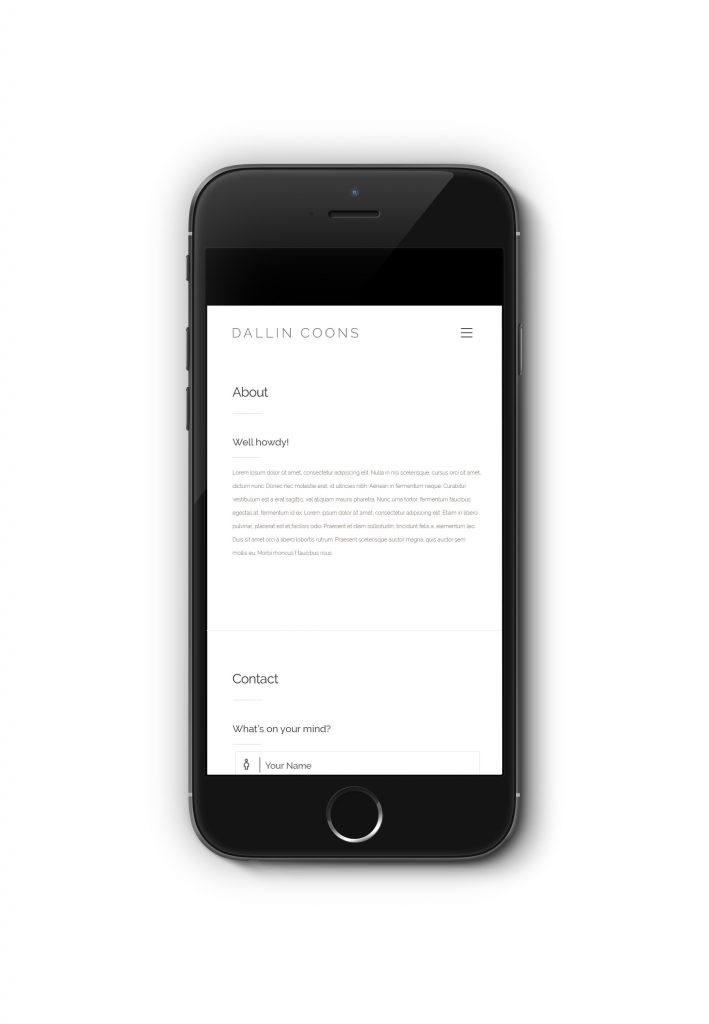 DALLIN COONS
About
Well howdy!
Lorem ipsum dolor sit amet, consectetur adipiscing elit. Nulla in nisi scelerisque, cursus orci sit amet,
dictum nunc. Donec molestie erat, id ultricies nibh. Aenean in fermentum neque. Curabitur
vestibulum est a erat sagittis, vel aliquam mauris pharetra. Nunc urna tortor, fermentum faucibus
egestas at, fermentum id ex. Lorem ipsum dolor sit amet, consectetur adipiscing elit. Etiam in libero
pulvinar, placerat est et, facilisis odio. Praesent et diam sollicitudin, tincidunt felis a, elementum leo.
Duis sit amet orci a libero lobortis rutrum. Praesent scelerisque auctor magna, quis auctor sem
mollis eu. Morbi rhoncus faucibus risus.
Contact
What's on your mind?
Your Name